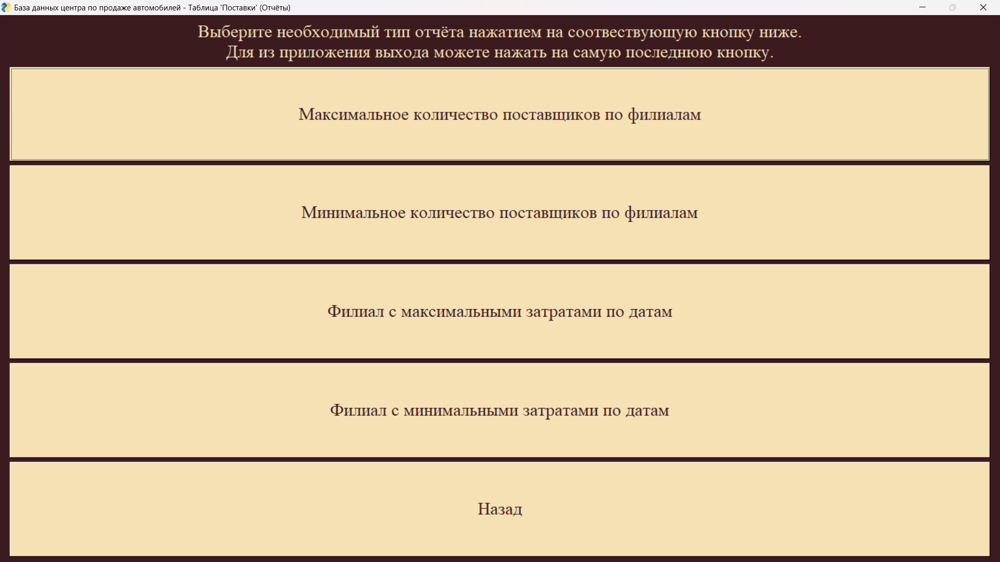 База данных центра по продаже автомобилей - Таблица 'Поставки' (Отчёты)
Выберите необходимый тип отчёта нажатием на соотвествующую кнопку ниже.
Для из приложения выхода можете нажать на самую последнюю кнопку.
Максимальное количество поставщиков по филиалам
Минимальное количество поставщиков по филиалам
Филиал с максимальными затратами по датам
Филиал с минимальными затратами по датам
Назад